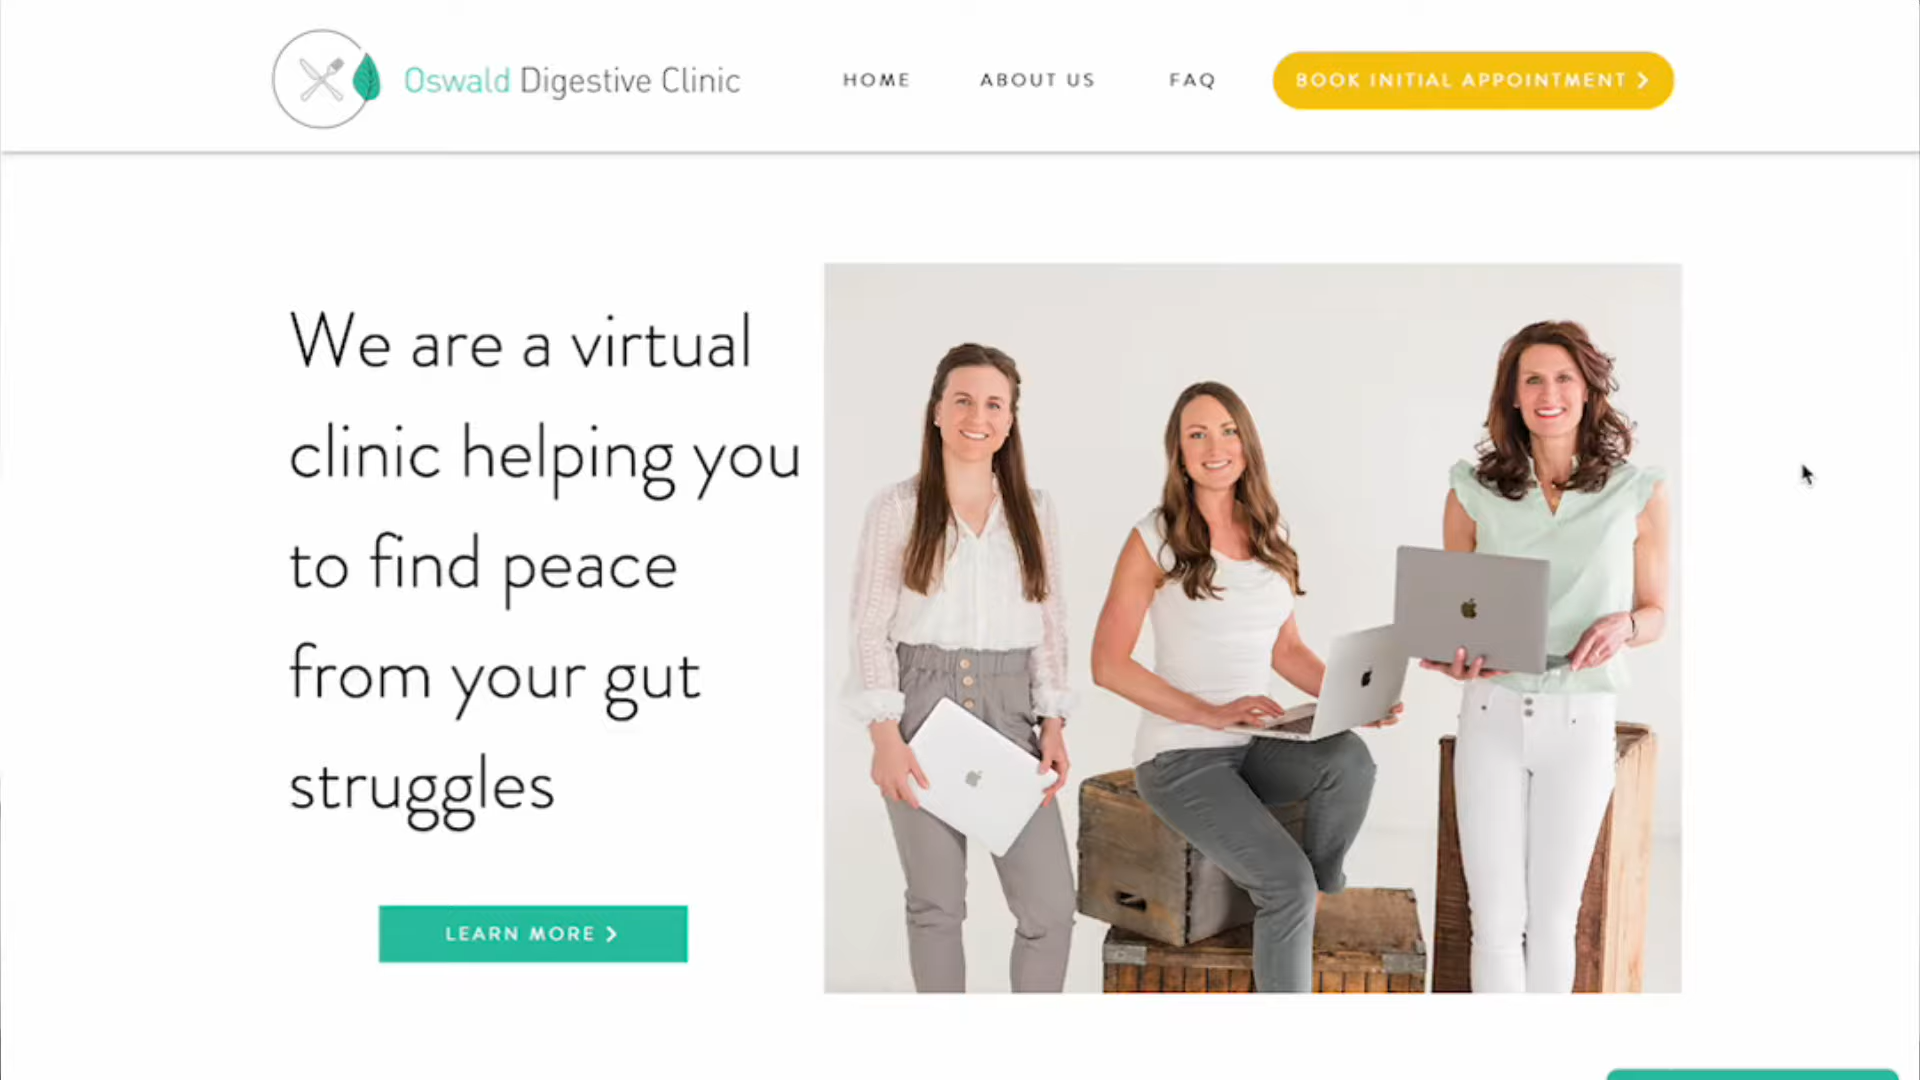 Oswald Digestive Clinic
HOME
ABOUT US
FAQ
BOOK INITIAL APPOINTMENT
We are a virtual
clinic helping you
to find peace
from your gut
struggles
LEARN MORE